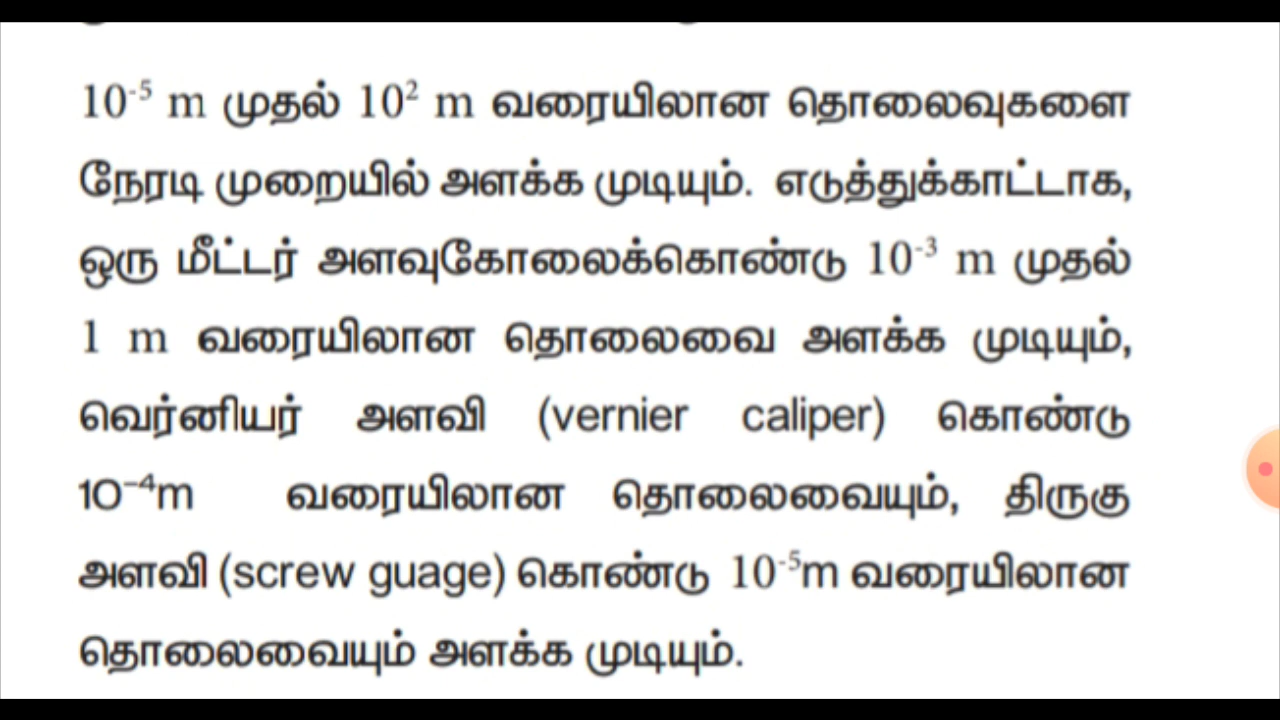 10⁻⁵ m முதல் 10² m வரையிலான தொலைவுகளை
நேரடி முறையில் அளக்க முடியும். எடுத்துக்காட்டாக,
ஒரு மீட்டர் அளவுகோலைக்கொண்டு 10⁻³ m முதல்
1 m வரையிலான தொலைவை அளக்க முடியும்,
வெர்னியர் அளவி (vernier caliper) கொண்டு
10⁻⁴m வரையிலான தொலைவையும், திருகு
அளவி (screw guage) கொண்டு 10⁻⁵m வரையிலான
தொலைவையும் அளக்க முடியும்.